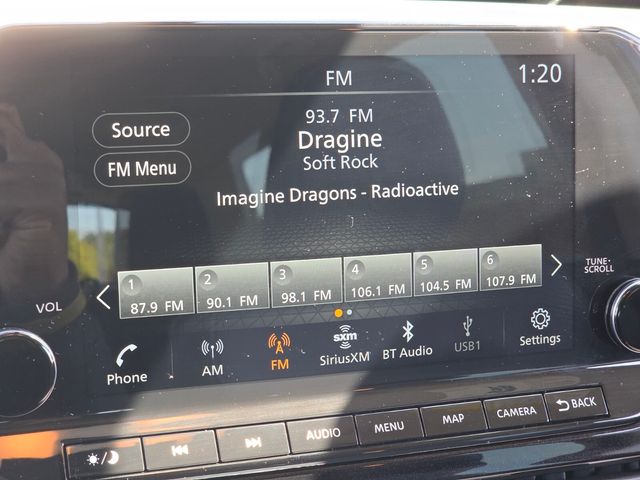 FM
1:20
93.7 FM
Source
Dragine
FM Menu
Soft Rock
Imagine Dragons - Radioactive
1 2 3 4 5 6
87.9 FM 90.1 FM 98.1 FM 106.1 FM 104.5 FM 107.9 FM
TUNE·
SCROLL
VOL
Phone
AM
A
FM
sxm
SiriusXM
BT Audio
USB1
Settings
AUDIO
MENU
MAP
CAMERA
BACK